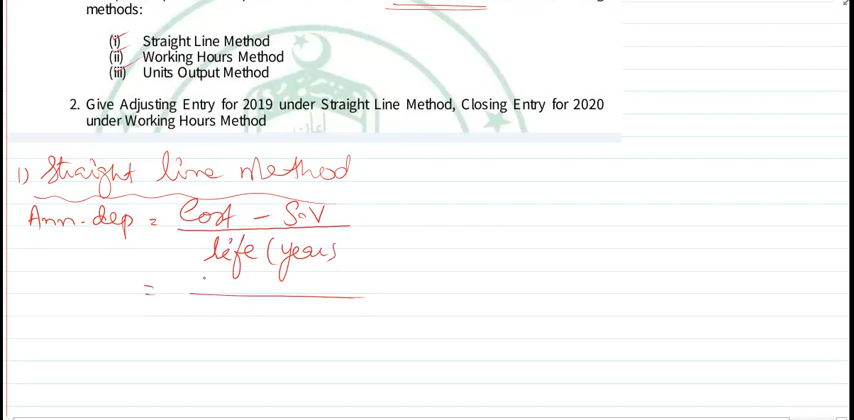 methods:
(i) Straight Line Method
(ii) Working Hours Method
(iii) Units Output Method
2. Give Adjusting Entry for 2019 under Straight Line Method, Closing Entry for 2020
under Working Hours Method
1) Straight line Method
Ann. dep = Cost - S.V
life (years
=